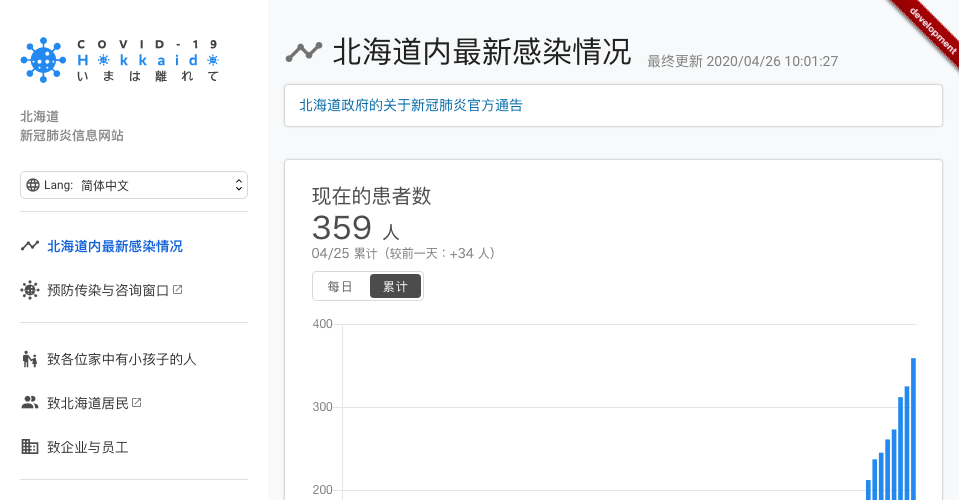 COVID-19
Hokkaido
いまは離れて
北海道
新冠肺炎信息网站
Lang: 简体中文
北海道内最新感染情况
预防传染与咨询窗口
致各位家中有小孩子的人
致北海道居民
致企业与员工
北海道内最新感染情况 最终更新 2020/04/26 10:01:27
development
北海道政府的关于新冠肺炎官方通告
现在的患者数
359 人
04/25 累计（较前一天：+34 人）
每日 累计
400
300
200